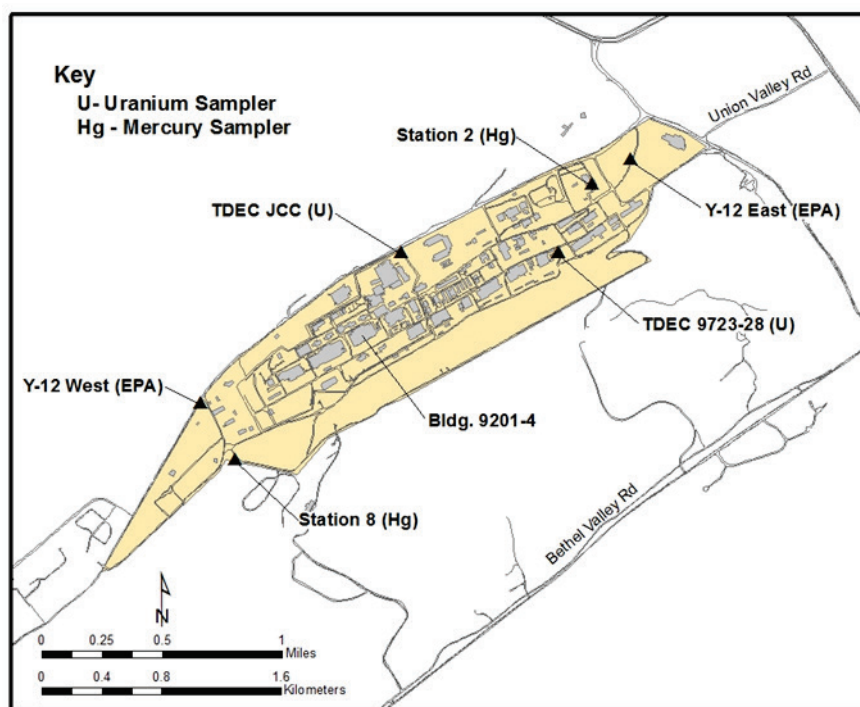 Key
U- Uranium Sampler
Hg - Mercury Sampler
Union Valley Rd
Station 2 (Hg)
Y-12 East (EPA)
TDEC JCC (U)
TDEC 9723-28 (U)
Y-12 West (EPA)
Bldg. 9201-4
Station 8 (Hg)
Bethel Valley Rd
N
0 0.25 0.5 1
Miles
0 0.4 0.8 1.6
Kilometers